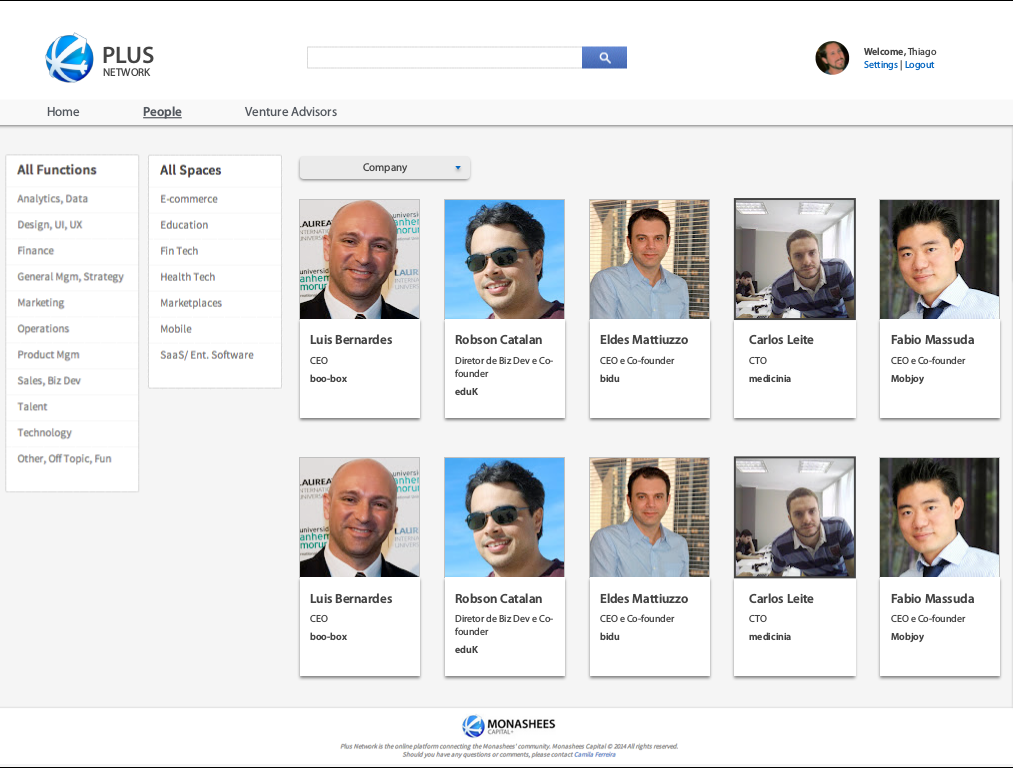 PLUS
NETWORK
Welcome, Thiago
Settings | Logout
Home People Venture Advisors
All Functions
Analytics, Data
Design, UI, UX
Finance
General Mgm, Strategy
Marketing
Operations
Product Mgm
Sales, Biz Dev
Talent
Technology
Other, Off Topic, Fun
All Spaces
E-commerce
Education
Fin Tech
Health Tech
Marketplaces
Mobile
SaaS/ Ent. Software
Company
Luis Bernardes
CEO
boo-box
Robson Catalan
Diretor de Biz Dev e Co-
founder
eduK
Eldes Mattiuzzo
CEO e Co-founder
bidu
Carlos Leite
CTO
medicinia
Fabio Massuda
CEO e Co-founder
Mobjoy
Luis Bernardes
CEO
boo-box
Robson Catalan
Diretor de Biz Dev e Co-
founder
eduK
Eldes Mattiuzzo
CEO e Co-founder
bidu
Carlos Leite
CTO
medicinia
Fabio Massuda
CEO e Co-founder
Mobjoy
MONASHEES
CAPITAL+
Plus Network is the online platform connecting the Monashees' community. Monashees Capital © 2014 All rights reserved.
Should you have any questions or comments, please contact Camila Ferreira